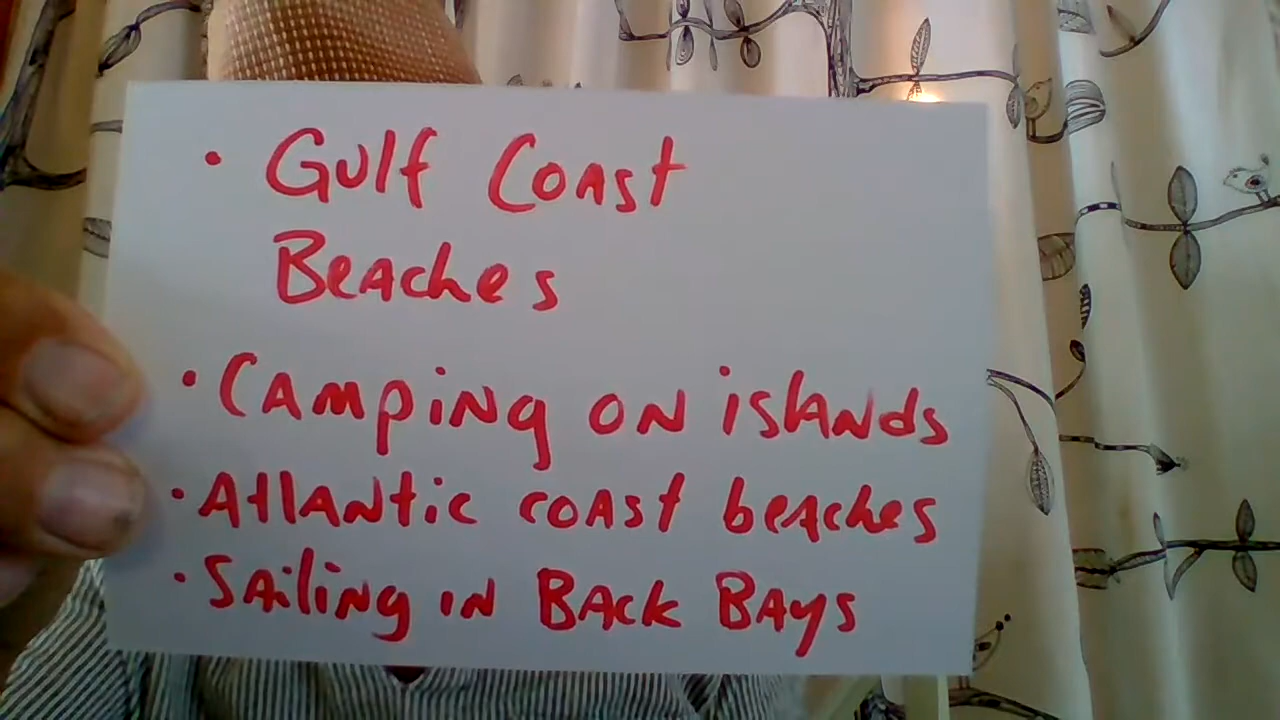 • Gulf Coast
Beaches
• Camping on islands
• Atlantic coast beaches
• Sailing in Back Bays